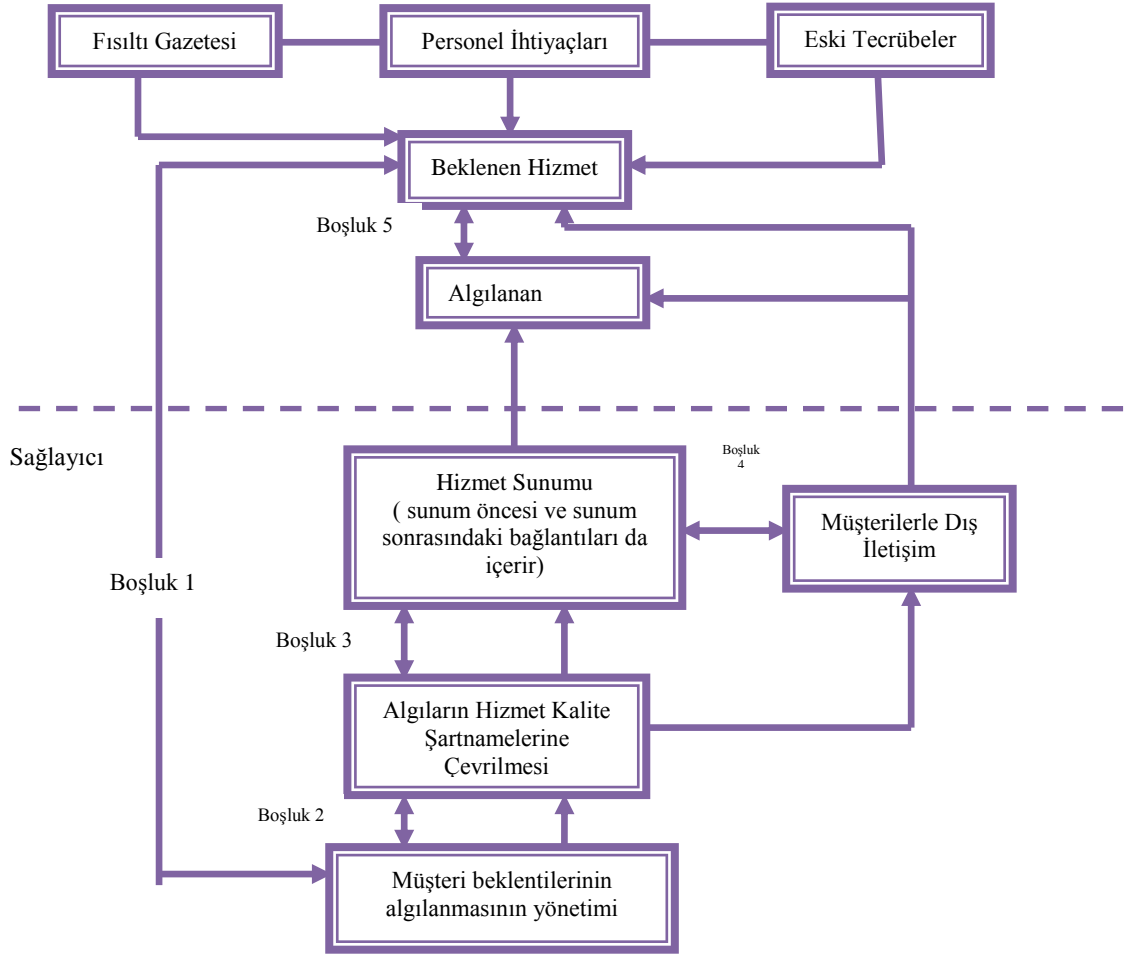 Fısıltı Gazetesi
Personel İhtiyaçları
Eski Tecrübeler
Beklenen Hizmet
Boşluk 5
Algılanan
Sağlayıcı
Boşluk
4
Hizmet Sunumu
( sunum öncesi ve sunum
sonrasındaki bağlantıları da
içerir)
Müşterilerle Dış
İletişim
Boşluk 1
Boşluk 3
Algıların Hizmet Kalite
Şartnamelerine
Çevrilmesi
Boşluk 2
Müşteri beklentilerinin
algılanmasının yönetimi